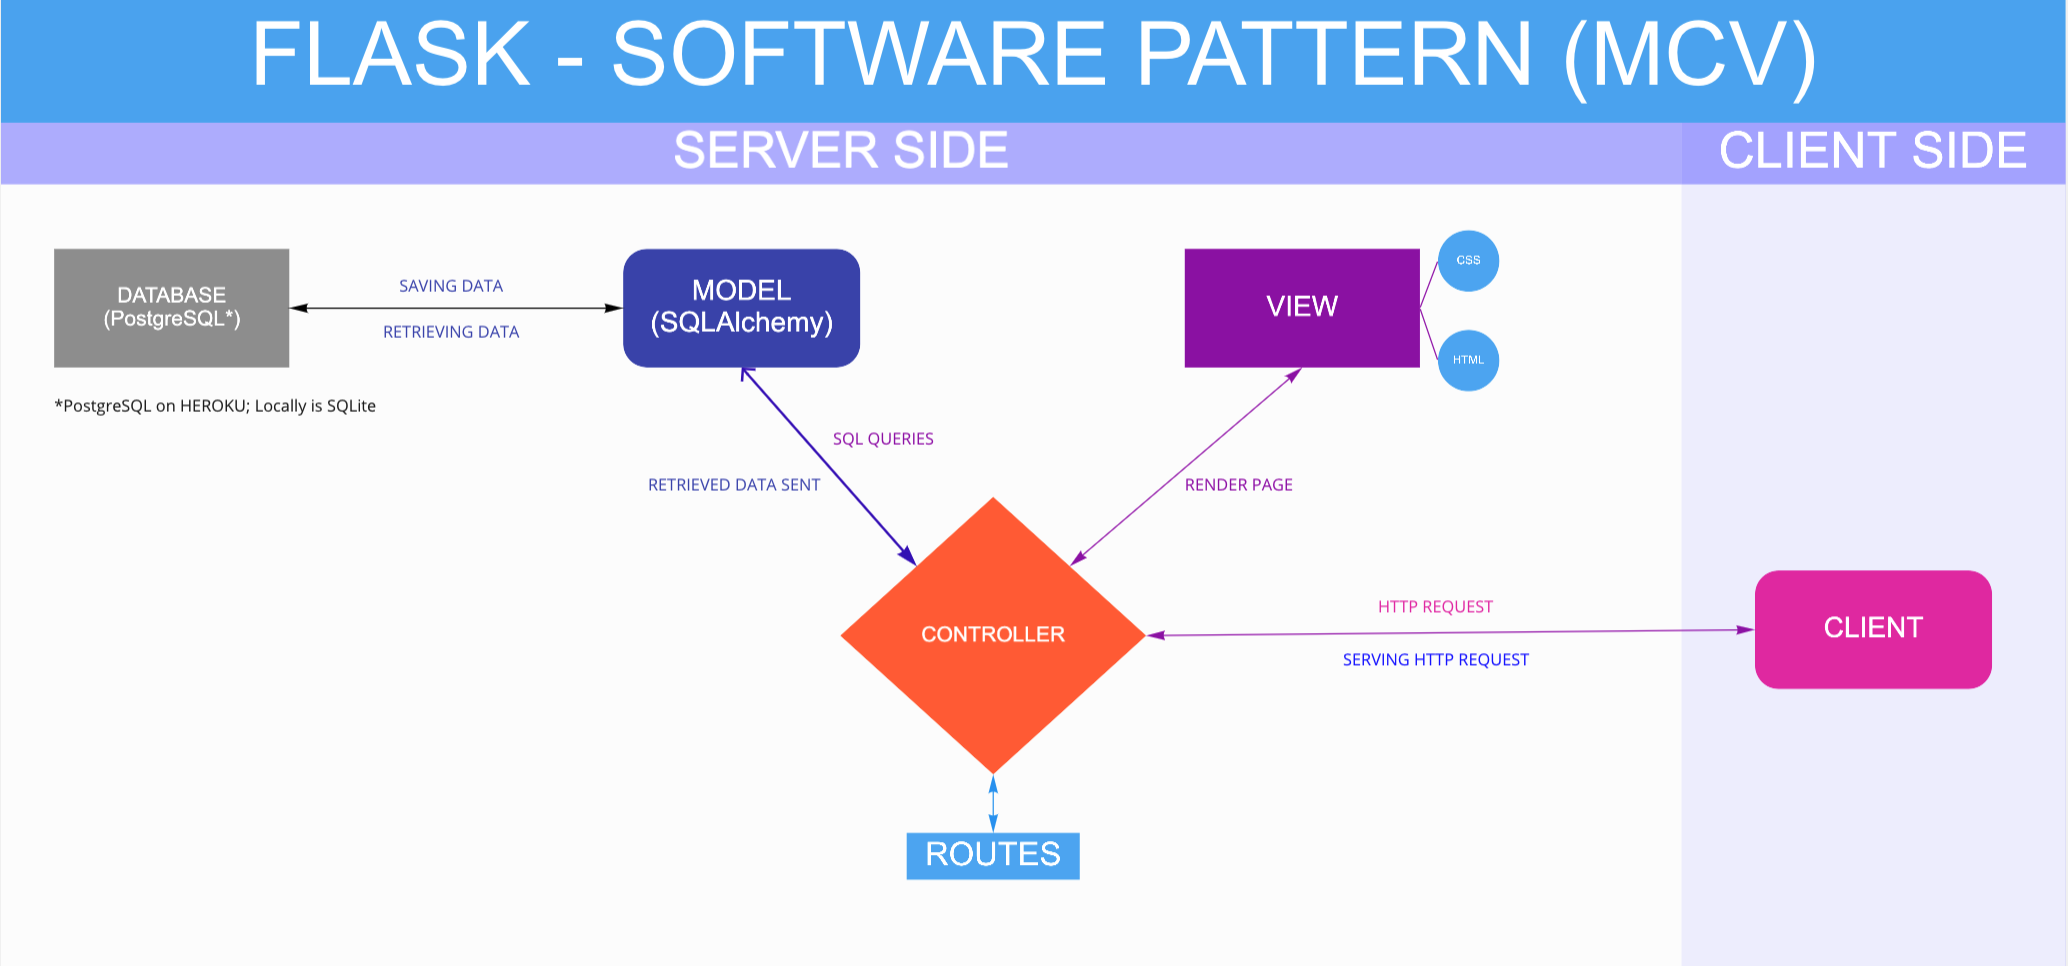 FLASK - SOFTWARE PATTERN (MCV)
SERVER SIDE
CLIENT SIDE
DATABASE
(PostgreSQL*)
SAVING DATA
RETRIEVING DATA
MODEL
(SQLAlchemy)
VIEW
CSS
HTML
*PostgreSQL on HEROKU; Locally is SQLite
SQL QUERIES
RETRIEVED DATA SENT
RENDER PAGE
CONTROLLER
HTTP REQUEST
SERVING HTTP REQUEST
CLIENT
ROUTES